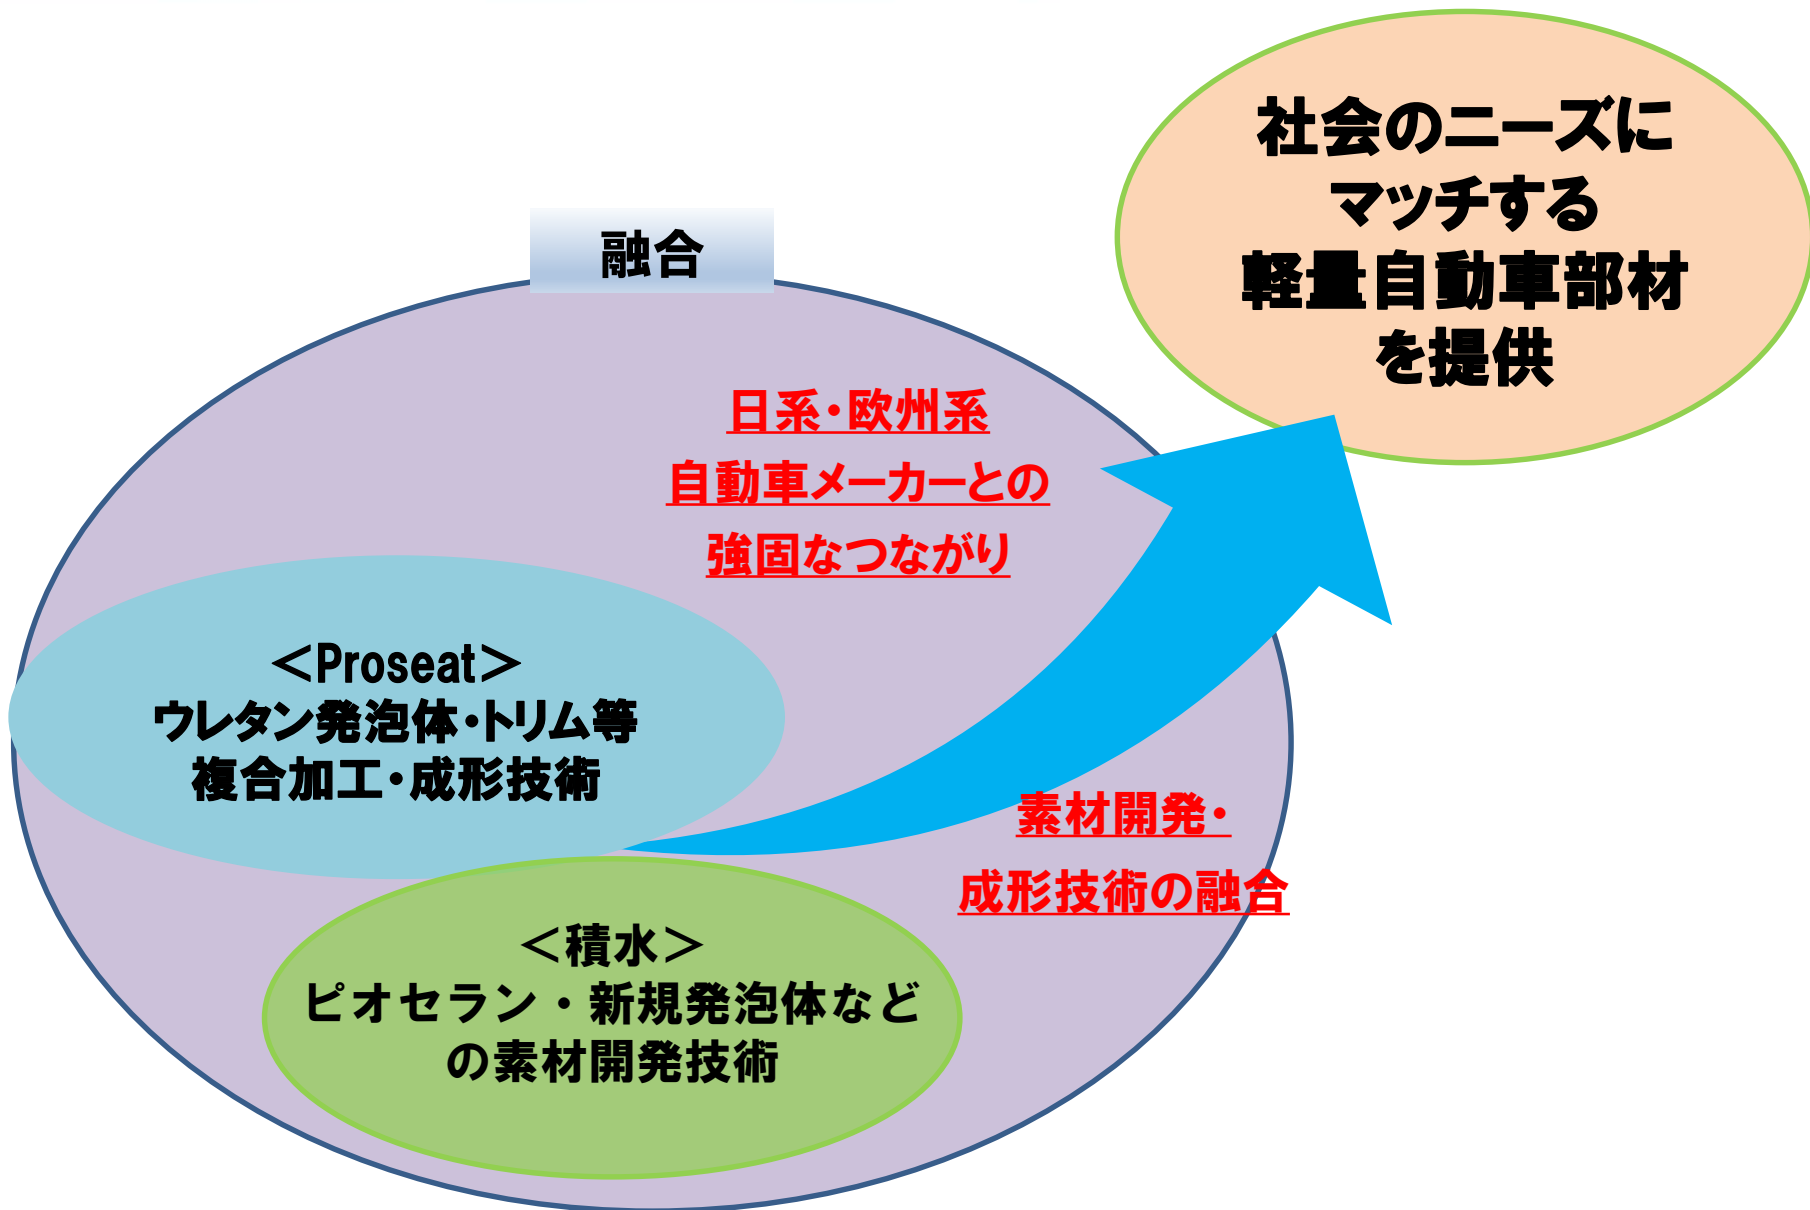 社会のニーズに
マッチする
軽量自動車部材
を提供
融合
日系・欧州系
自動車メーカーとの
強固なつながり
＜Proseat＞
ウレタン発泡体・トリム等
複合加工・成形技術
素材開発・
成形技術の融合
＜積水＞
ピオセラン・新規発泡体など
の素材開発技術